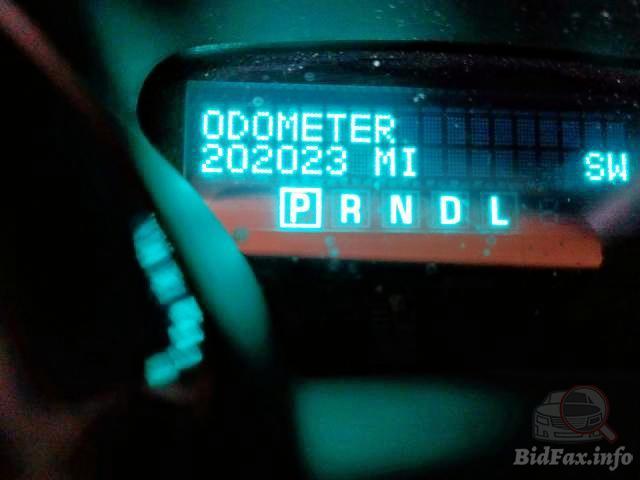 ODOMETER
202023 MI SW
P R N D L
BidFax.info